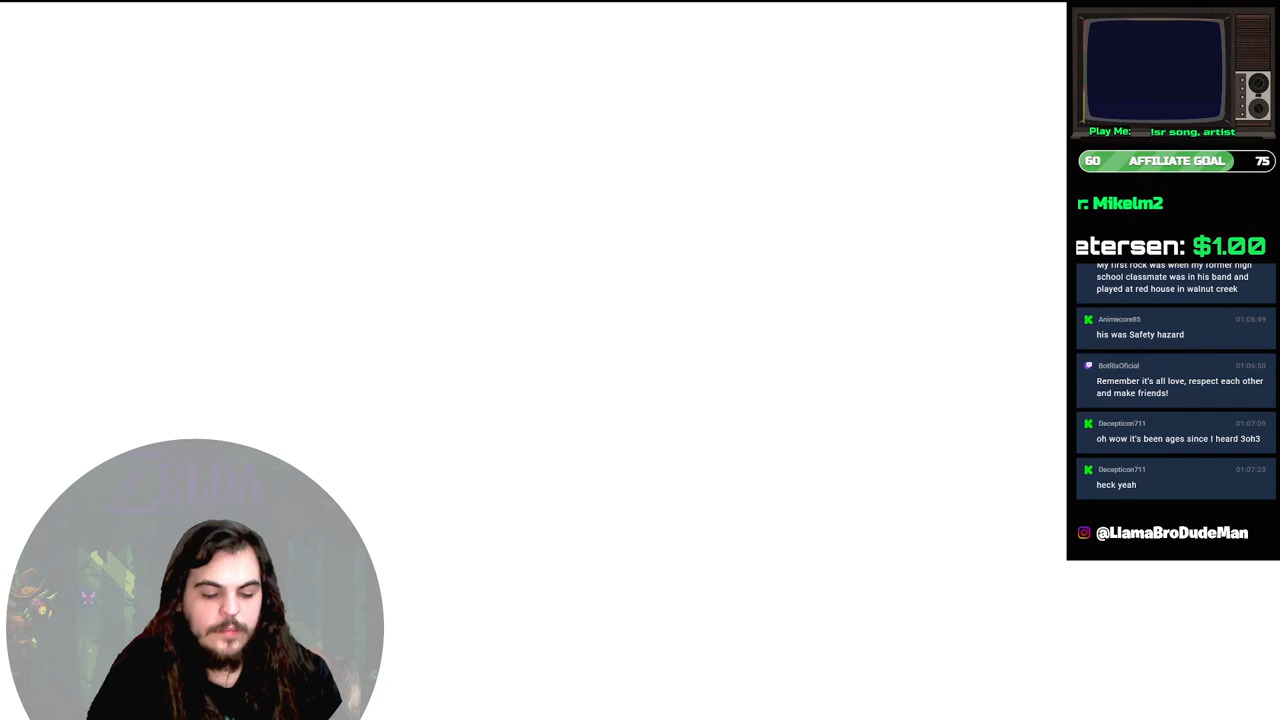 Play Me: !sr song, artist
60 AFFILIATE GOAL 75
r: Mikelm2
etersen: $1.00
My first rock was when my former high
school classmate was in his band and
played at red house in walnut creek
Animecore85 01:06:49
his was Safety hazard
BotRixOficial 01:06:50
Remember it's all love, respect each other
and make friends!
Decepticon711 01:07:09
oh wow it's been ages since I heard 3oh3
Decepticon711 01:07:23
heck yeah
@LlamaBroDudeMan
ZELDA